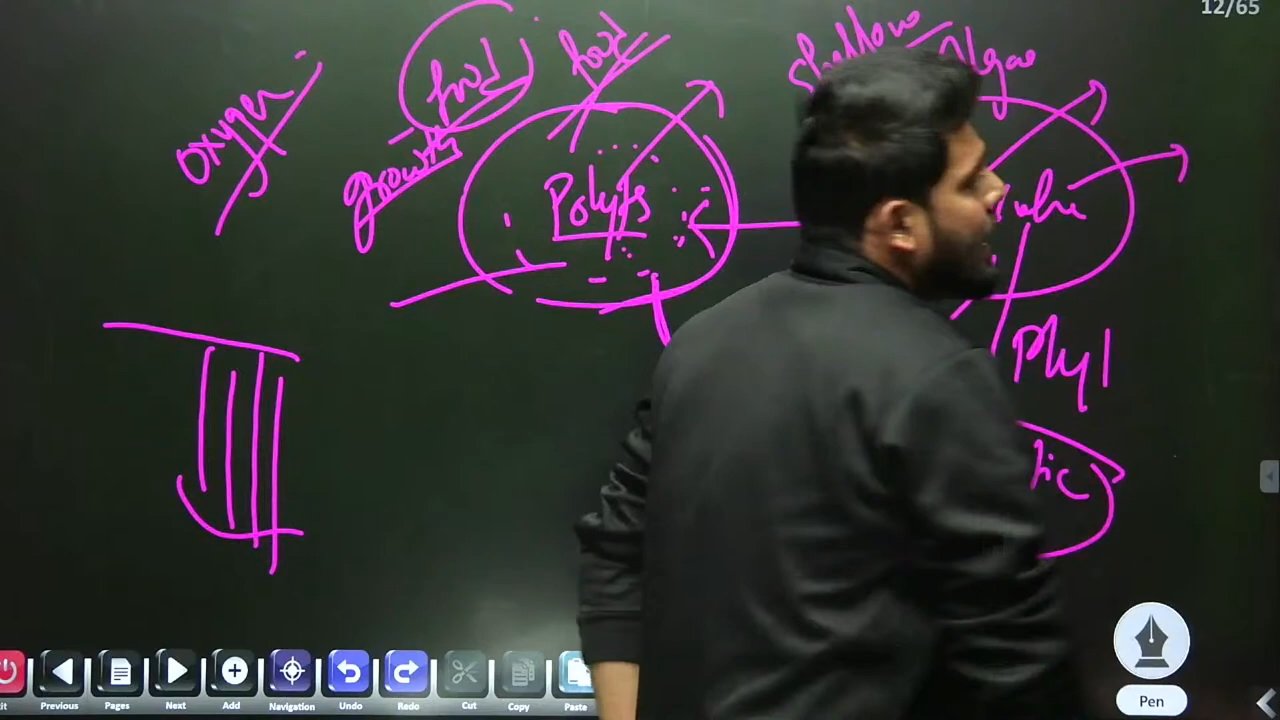 12/65
oxygen
food
food
growth
Polyps
Algae
Phyl
tic
Previous
Pages
Next
Add
Navigation
Undo
Redo
Cut
Copy
Paste
Pen